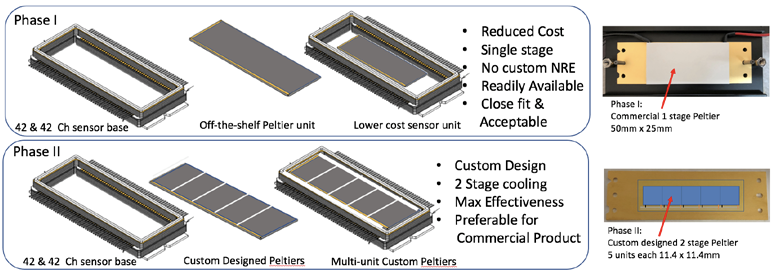 Phase I
42 & 42 Ch sensor base
Off-the-shelf Peltier unit
Lower cost sensor unit
• Reduced Cost
• Single stage
• No custom NRE
• Readily Available
• Close fit &
Acceptable
Phase I:
Commercial 1 stage Peltier
50mm x 25mm
Phase II
42 & 42 Ch sensor base
Custom Designed Peltiers
Multi-unit Custom Peltiers
• Custom Design
• 2 Stage cooling
• Max Effectiveness
• Preferable for
Commercial Product
Phase II:
Custom designed 2 stage Peltier
5 units each 11.4 x 11.4mm